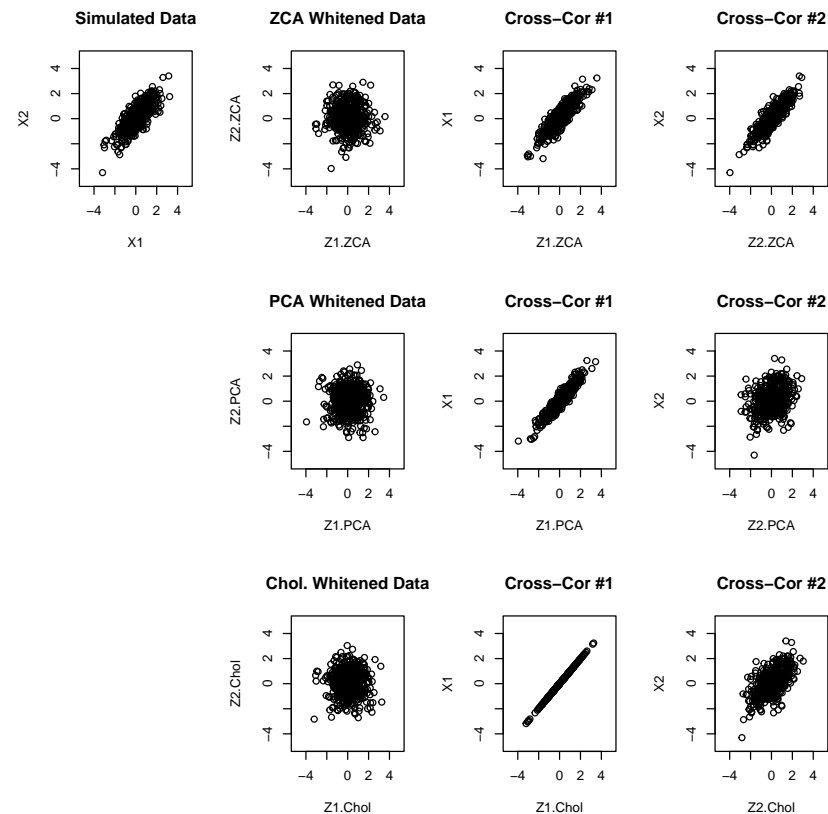 Simulated Data
ZCA Whitened Data
Cross−Cor #1
Cross−Cor #2
4
2
0
−4
X2
−4
0
2
4
X1
4
2
0
−4
Z2.ZCA
−4
0
2
4
Z1.ZCA
4
2
0
−4
X1
−4
0
2
4
Z1.ZCA
4
2
0
−4
X2
−4
0
2
4
Z2.ZCA
PCA Whitened Data
Cross−Cor #1
Cross−Cor #2
4
2
0
−4
Z2.PCA
−4
0
2
4
Z1.PCA
4
2
0
−4
X1
−4
0
2
4
Z1.PCA
4
2
0
−4
X2
−4
0
2
4
Z2.PCA
Chol. Whitened Data
Cross−Cor #1
Cross−Cor #2
4
2
0
−4
Z2.Chol
−4
0
2
4
Z1.Chol
4
2
0
−4
X1
−4
0
2
4
Z1.Chol
4
2
0
−4
X2
−4
0
2
4
Z2.Chol